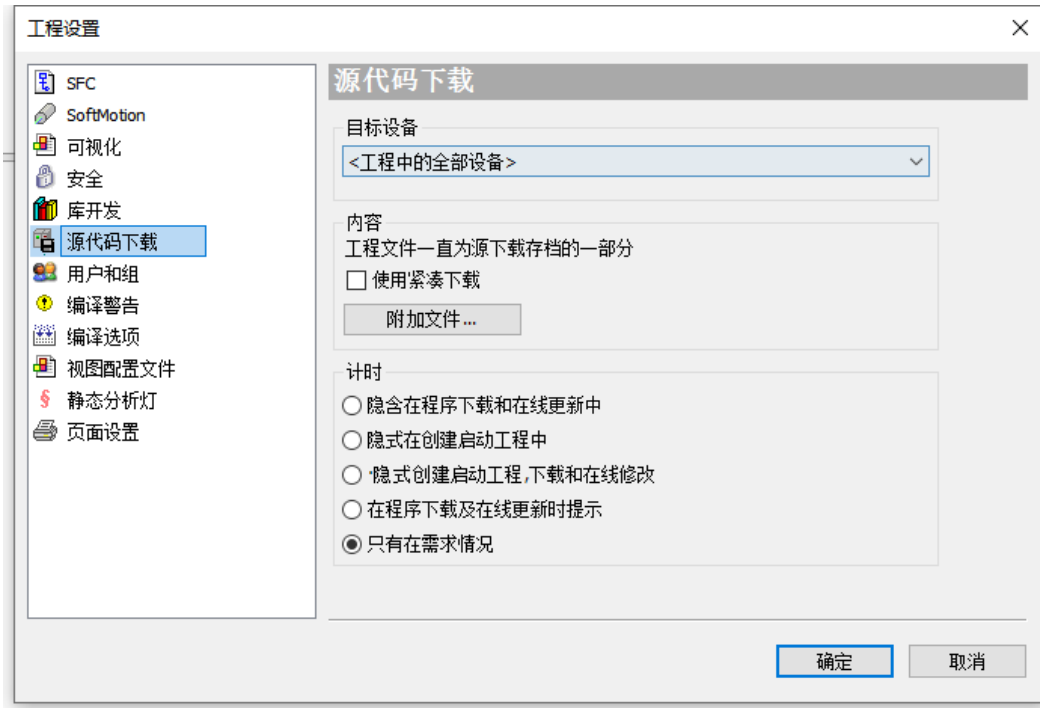 工程设置
SFC
SoftMotion
可视化
安全
库开发
源代码下载
用户和组
编译警告
编译选项
视图配置文件
静态分析灯
页面设置
源代码下载
目标设备
<工程中的全部设备>
内容
工程文件一直为源下载存档的一部分
使用紧凑下载
附加文件...
计时
隐含在程序下载和在线更新中
隐式在创建启动工程中
'隐式创建启动工程,下载和在线修改
在程序下载及在线更新时提示
只有在需求情况
确定
取消